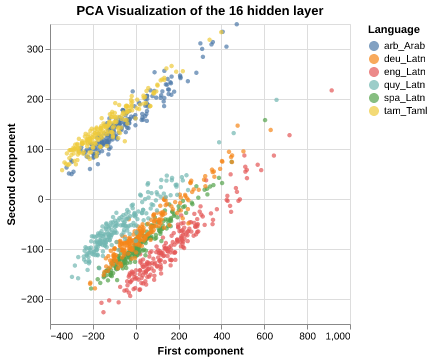 PCA Visualization of the 16 hidden layer
Language
arb_Arab
deu_Latn
eng_Latn
quy_Latn
spa_Latn
tam_Taml
Second component
300
200
100
0
−100
−200
−400 −200 0 200 400 600 800 1,000
First component